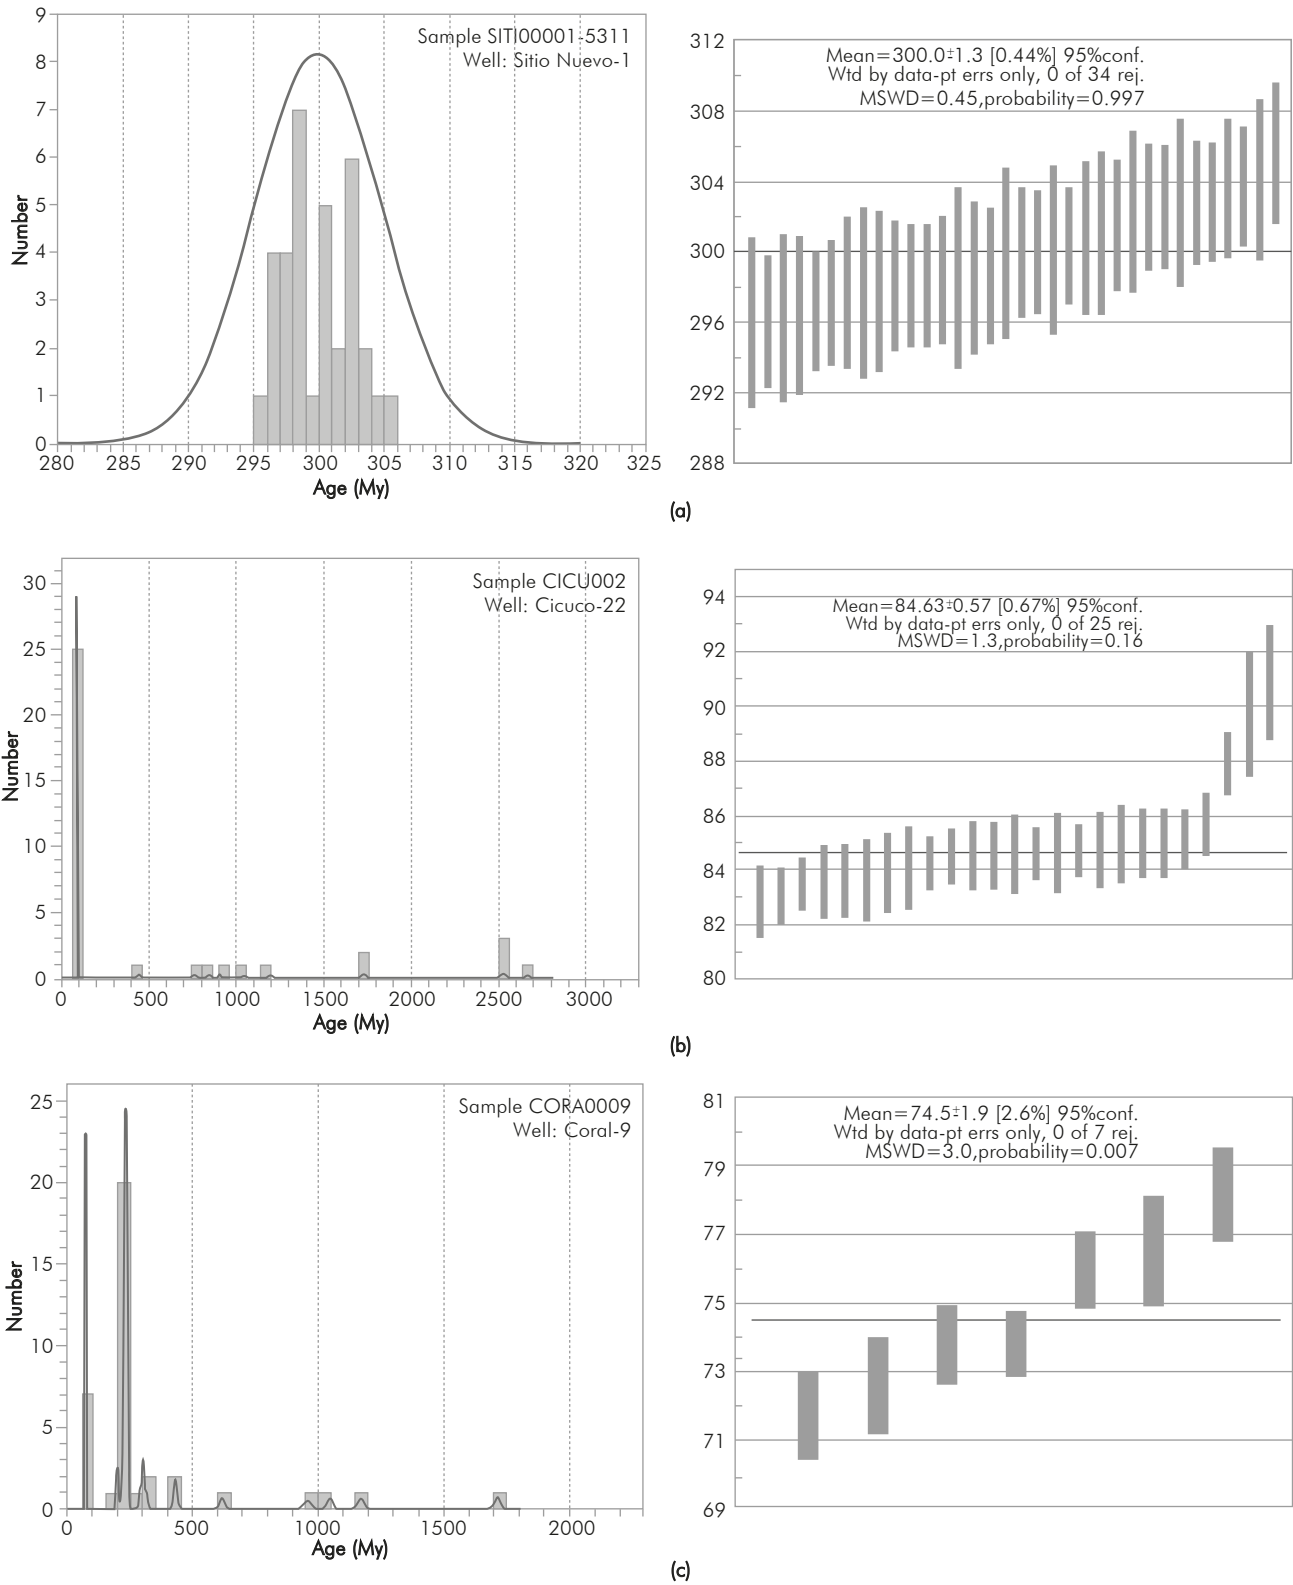 9
8
7
6
5
4
3
2
1
0
Number
Sample SITI00001-5311
Well: Sitio Nuevo-1
280 285 290 295 300 305 310 315 320 325
Age (My)
312
308
304
300
296
292
288
Mean=300.0±1.3 [0.44%] 95%conf.
Wtd by data-pt errs only, 0 of 34 rej.
MSWD=0.45,probability=0.997
(a)
30
25
20
15
10
5
0
Number
Sample CICU002
Well: Cicuco-22
0 500 1000 1500 2000 2500 3000
Age (My)
94
92
90
88
86
84
82
80
Mean=84.63±0.57 [0.67%] 95%conf.
Wtd by data-pt errs only, 0 of 25 rej.
MSWD=1.3,probability=0.16
(b)
25
20
15
10
5
0
Number
Sample CORA0009
Well: Coral-9
0 500 1000 1500 2000
Age (My)
81
79
77
75
73
71
69
Mean=74.5±1.9 [2.6%] 95%conf.
Wtd by data-pt errs only, 0 of 7 rej.
MSWD=3.0,probability=0.007
(c)